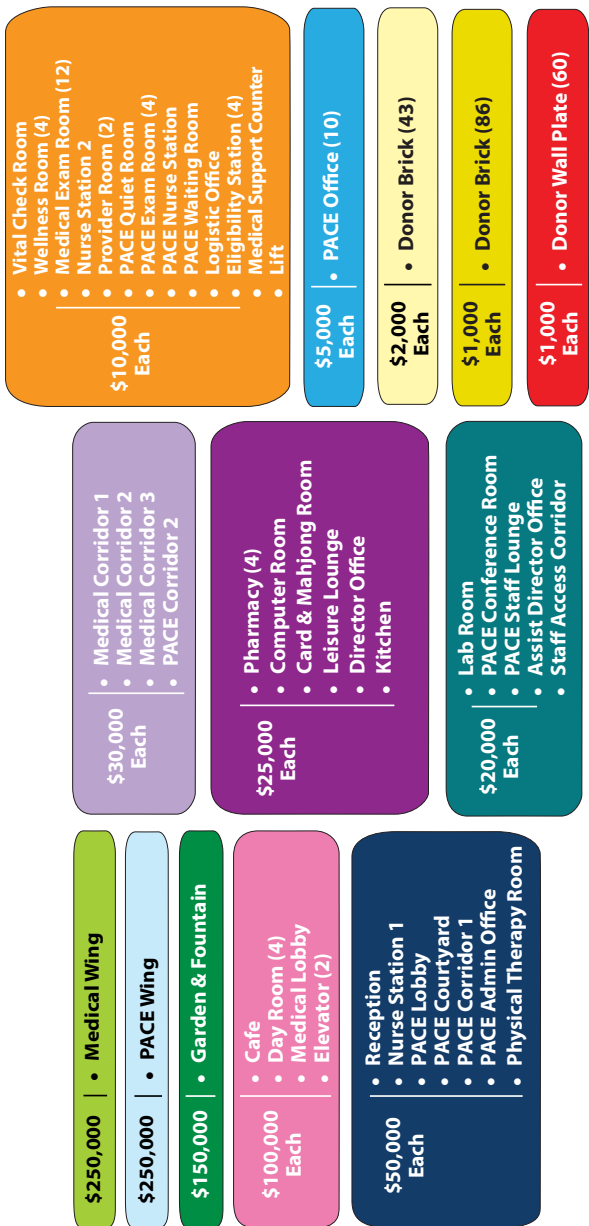 $250,000
• Medical Wing
$250,000
• PACE Wing
$150,000
• Garden & Fountain
$100,000
Each
• Cafe
• Day Room (4)
• Medical Lobby
• Elevator (2)
$50,000
Each
• Reception
• Nurse Station 1
• PACE Lobby
• PACE Courtyard
• PACE Corridor 1
• PACE Admin Office
• Physical Therapy Room
$30,000
Each
• Medical Corridor 1
• Medical Corridor 2
• Medical Corridor 3
• PACE Corridor 2
$25,000
Each
• Pharmacy (4)
• Computer Room
• Card & Mahjong Room
• Leisure Lounge
• Director Office
• Kitchen
$20,000
Each
• Lab Room
• PACE Conference Room
• PACE Staff Lounge
• Assist Director Office
• Staff Access Corridor
$10,000
Each
• Vital Check Room
• Wellness Room (4)
• Medical Exam Room (12)
• Nurse Station 2
• Provider Room (2)
• PACE Quiet Room
• PACE Exam Room (4)
• PACE Nurse Station
• PACE Waiting Room
• Logistic Office
• Eligibility Station (4)
• Medical Support Counter
• Lift
$5,000
Each
• PACE Office (10)
$2,000
Each
• Donor Brick (43)
$1,000
Each
• Donor Brick (86)
$1,000
Each
• Donor Wall Plate (60)